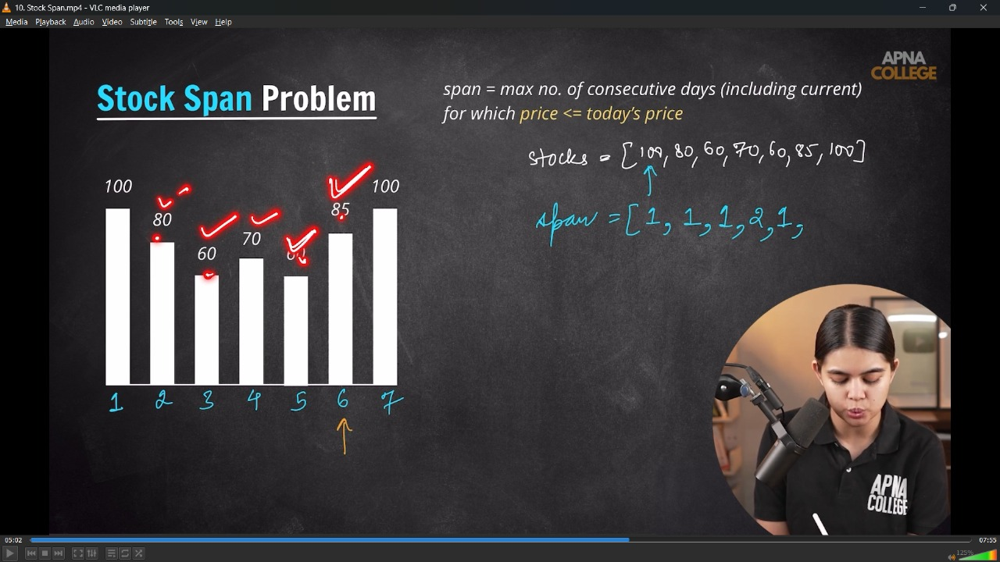 10. Stock Span.mp4 - VLC media player
Media Playback Audio Video Subtitle Tools View Help
APNA
COLLEGE
Stock Span Problem
span = max no. of consecutive days (including current)
for which price <= today's price
stocks = [100, 80, 60, 70, 60, 85, 100]
span = [1, 1, 1, 2, 1,
100
80
60
70
60
85
100
1 2 3 4 5 6 7
APNA
COLLEGE
05:02
07:55
125%